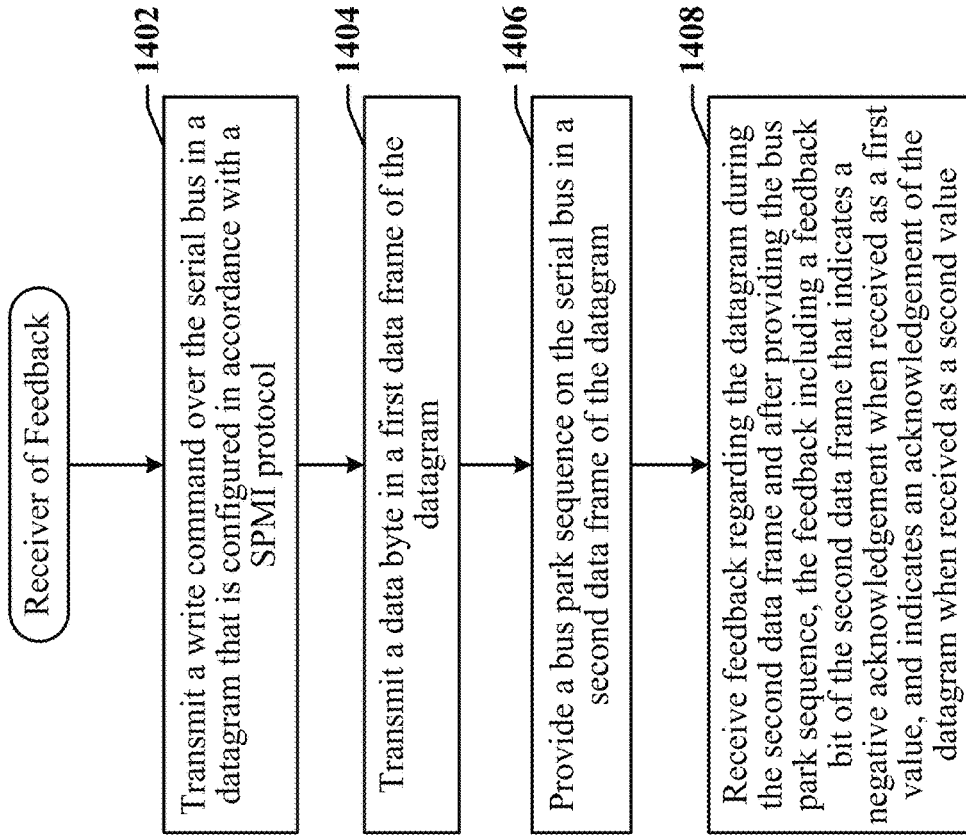 Receiver of Feedback
1402
Transmit a write command over the serial bus in a
datagram that is configured in accordance with a
SPMI protocol
1404
Transmit a data byte in a first data frame of the
datagram
1406
Provide a bus park sequence on the serial bus in a
second data frame of the datagram
1408
Receive feedback regarding the datagram during
the second data frame and after providing the bus
park sequence, the feedback including a feedback
bit of the second data frame that indicates a
negative acknowledgement when received as a first
value, and indicates an acknowledgement of the
datagram when received as a second value